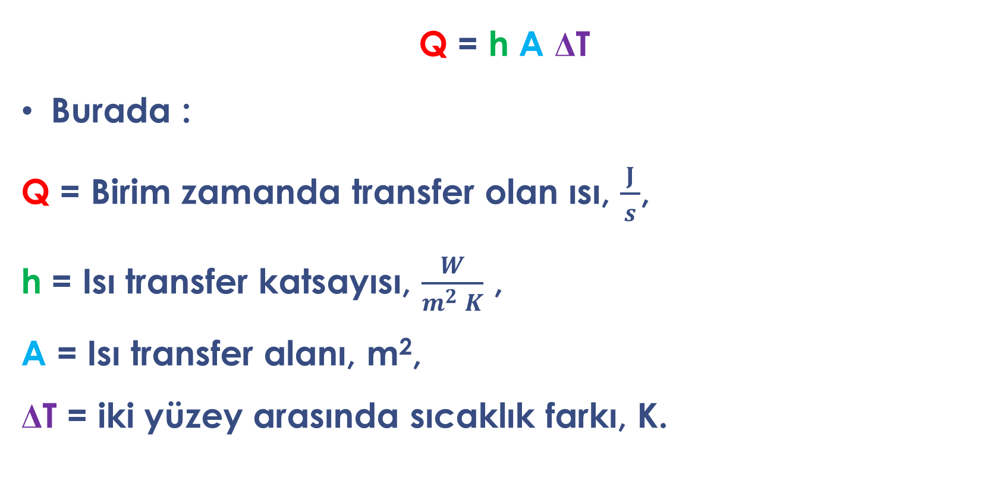 Q = h A ΔT
• Burada :
Q = Birim zamanda transfer olan ısı, J/s,
h = Isı transfer katsayısı, W/m² K ,
A = Isı transfer alanı, m²,
ΔT = iki yüzey arasında sıcaklık farkı, K.